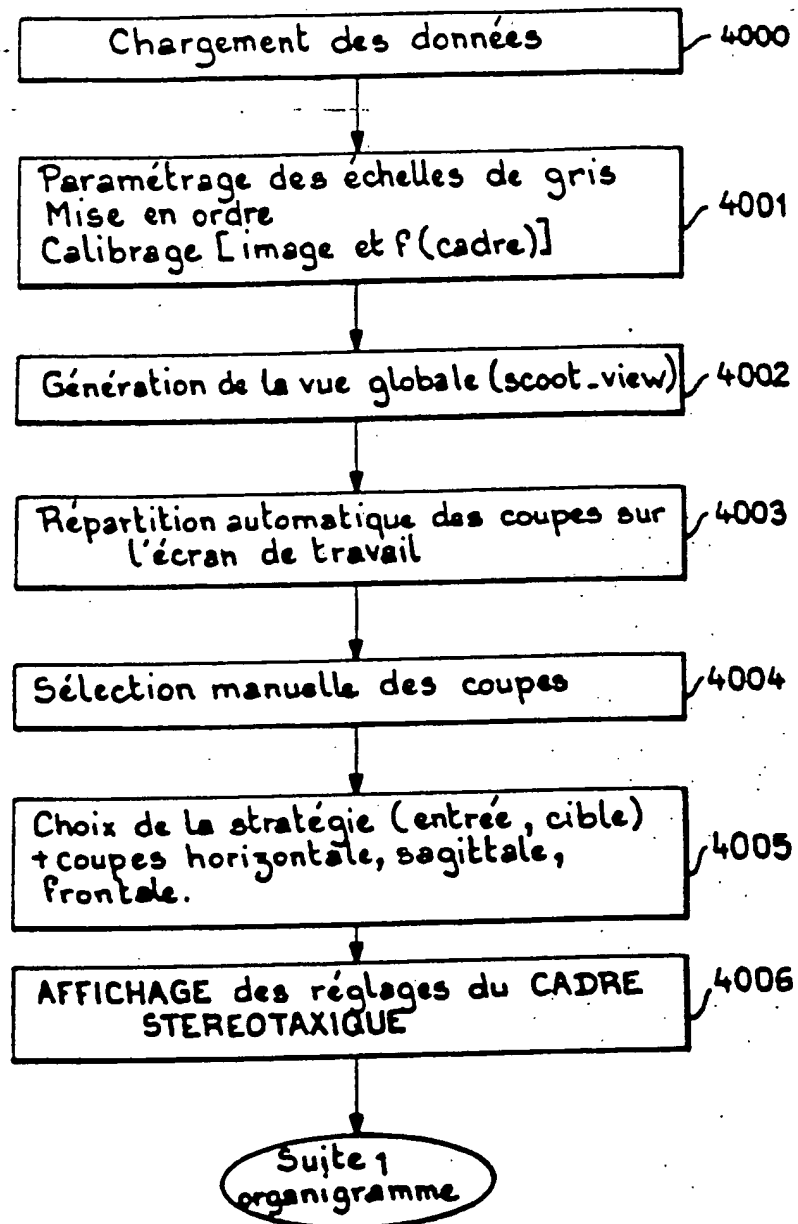 Chargement des données
4000
Paramétrage des échelles de gris
Mise en ordre
Calibrage [image et f(cadre)]
4001
Génération de la vue globale (scoot_view)
4002
Répartition automatique des coupes sur
l'écran de travail
4003
Sélection manuelle des coupes
4004
Choix de la stratégie (entrée, cible)
+ coupes horizontale, sagittale,
frontale.
4005
AFFICHAGE des réglages du CADRE
STEREOTAXIQUE
4006
Suite 1
organigramme